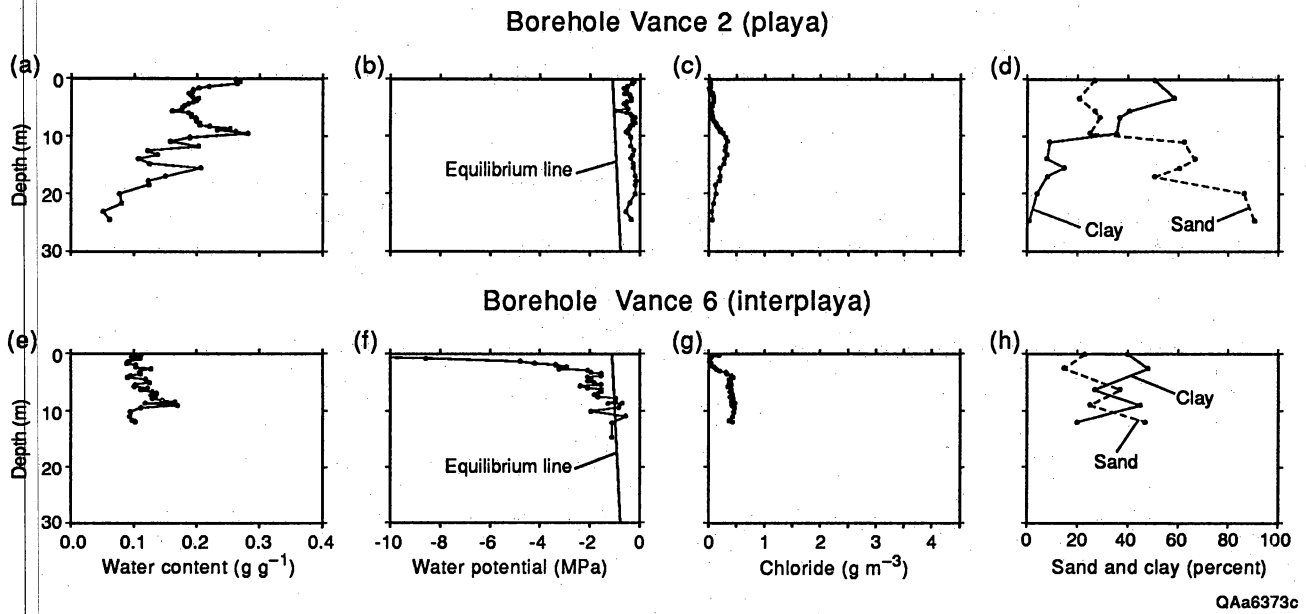 Borehole Vance 2 (playa)
(a)
(b)
(c)
(d)
0
10
20
30
Depth (m)
Equilibrium line
Clay
Sand
Borehole Vance 6 (interplaya)
(e)
(f)
(g)
(h)
0
10
20
30
Depth (m)
Equilibrium line
Clay
Sand
0.0 0.1 0.2 0.3 0.4
-10 -8 -6 -4 -2 0
0 1 2 3 4
0 20 40 60 80 100
Water content (g g⁻¹)
Water potential (MPa)
Chloride (g m⁻³)
Sand and clay (percent)
QAa6373c